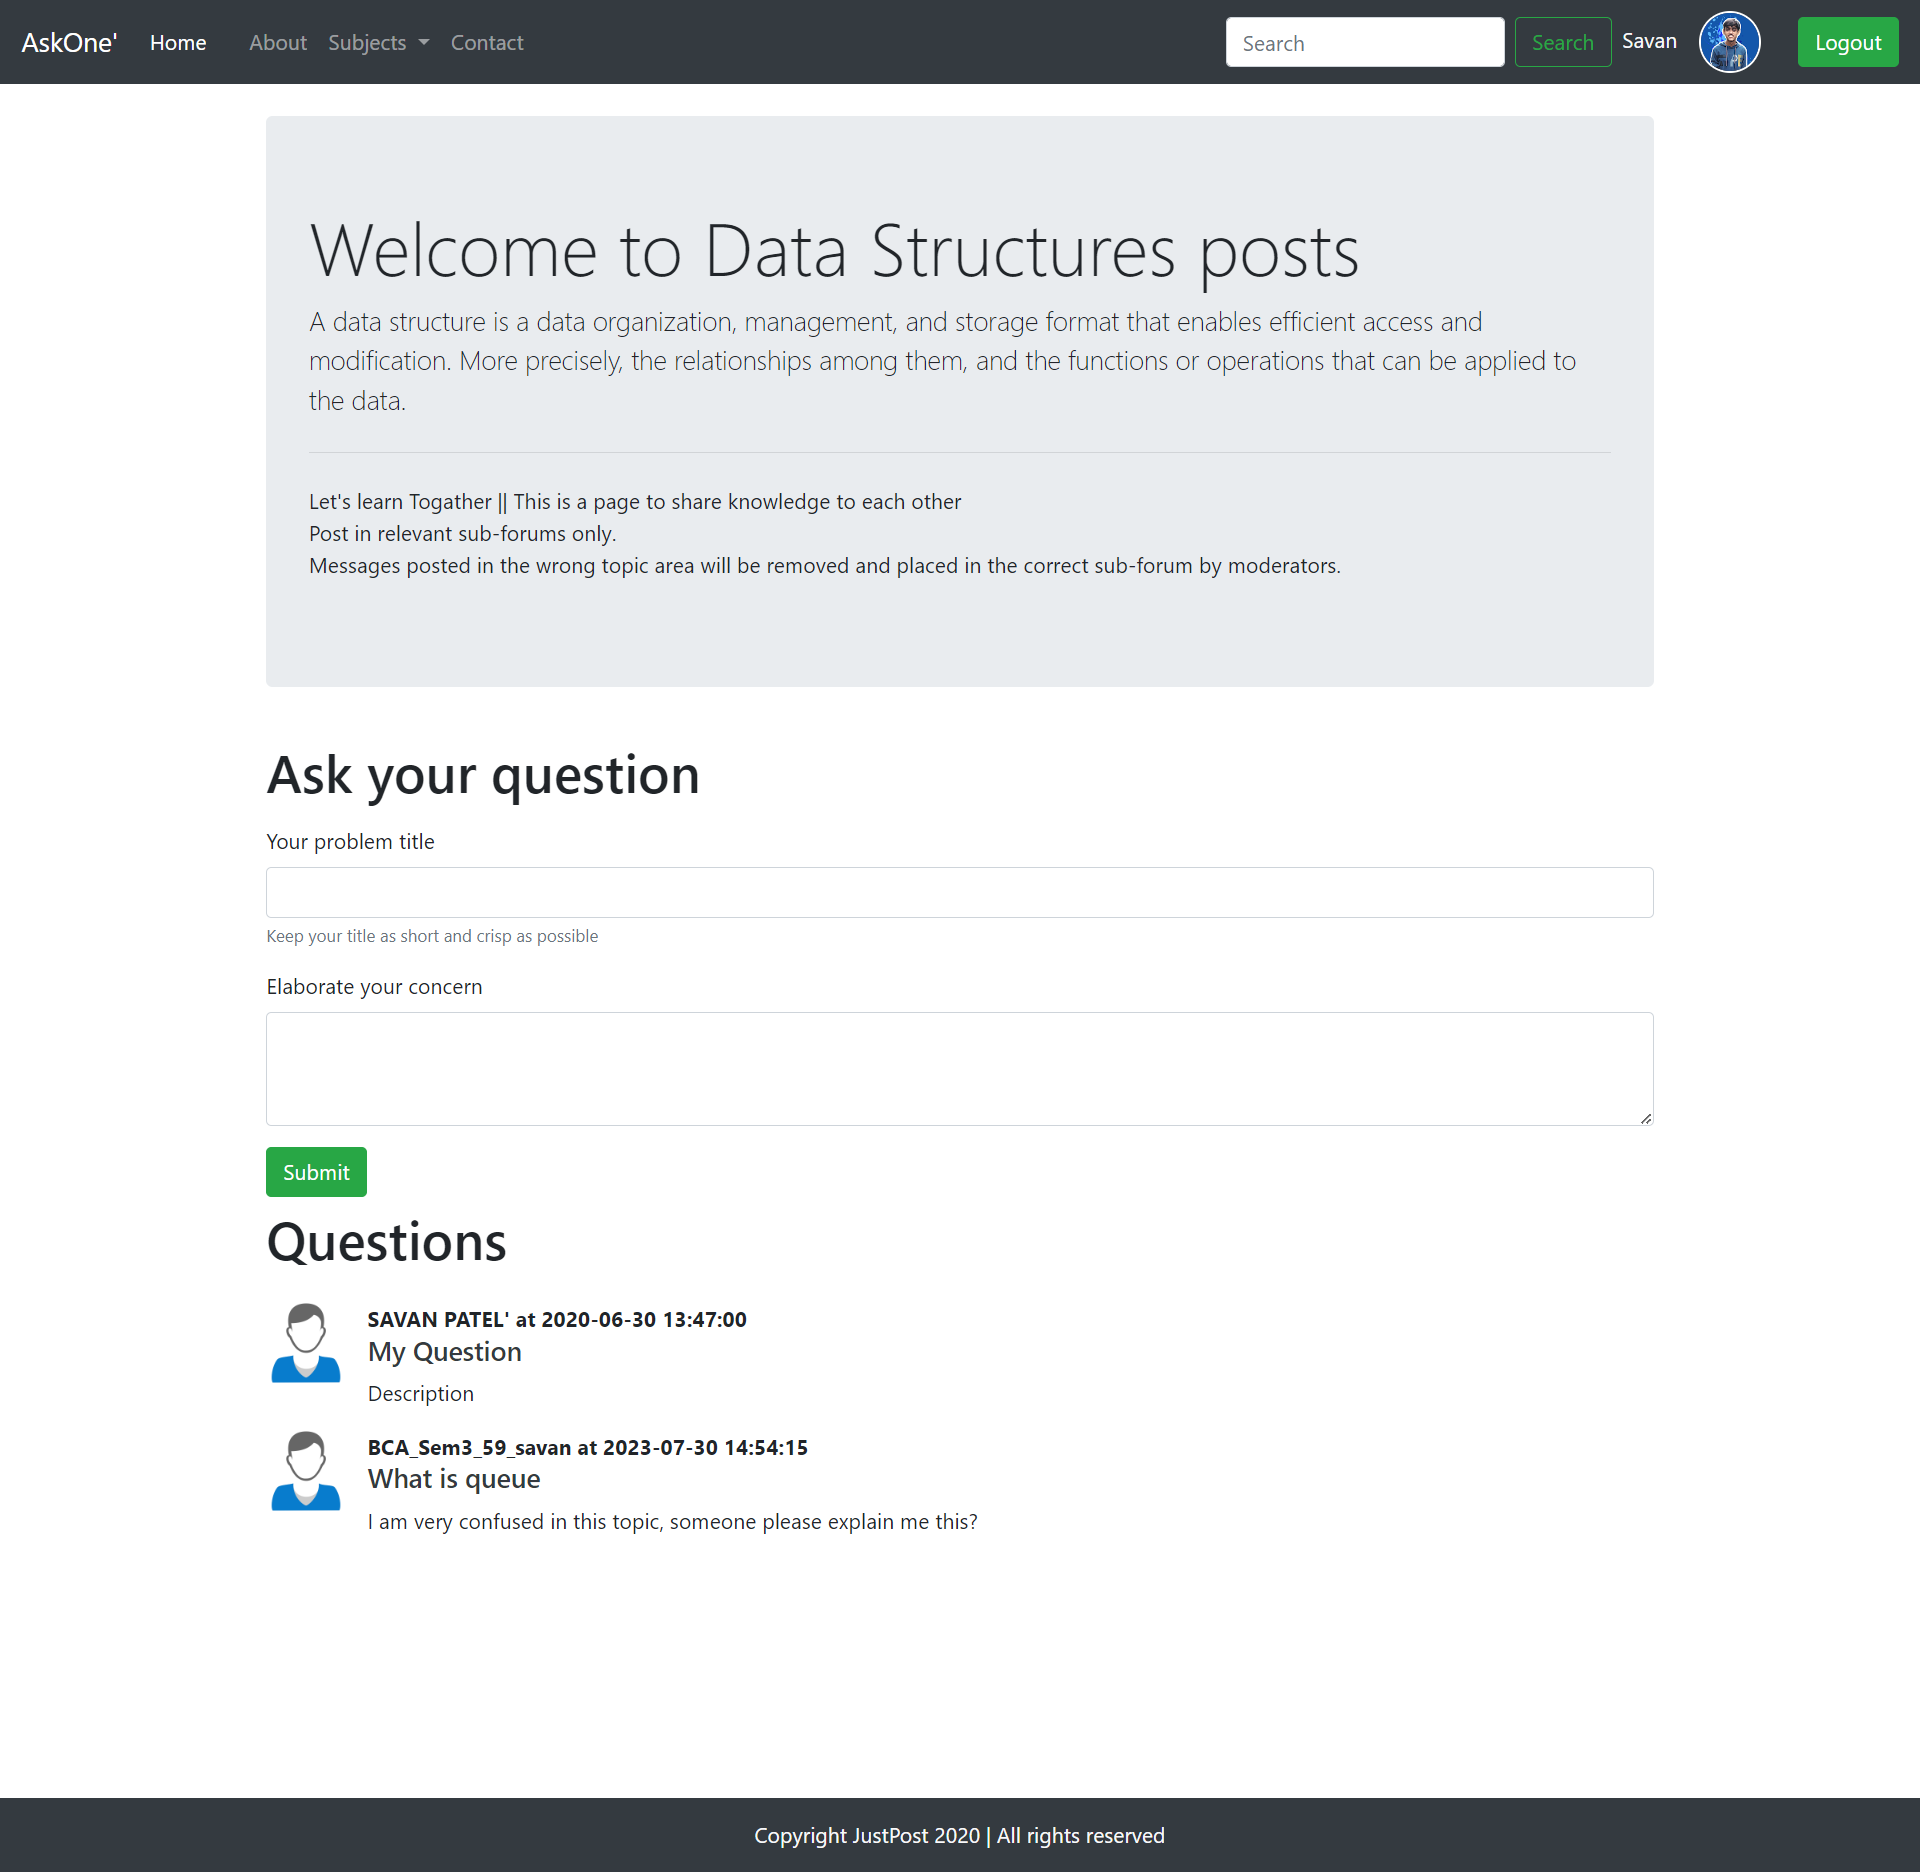 AskOne' Home About Subjects Contact Search Search Savan Logout
Welcome to Data Structures posts
A data structure is a data organization, management, and storage format that enables efficient access and
modification. More precisely, the relationships among them, and the functions or operations that can be applied to
the data.
Let's learn Togather || This is a page to share knowledge to each other
Post in relevant sub-forums only.
Messages posted in the wrong topic area will be removed and placed in the correct sub-forum by moderators.
Ask your question
Your problem title
Keep your title as short and crisp as possible
Elaborate your concern
Submit
Questions
SAVAN PATEL' at 2020-06-30 13:47:00
My Question
Description
BCA_Sem3_59_savan at 2023-07-30 14:54:15
What is queue
I am very confused in this topic, someone please explain me this?
Copyright JustPost 2020 | All rights reserved